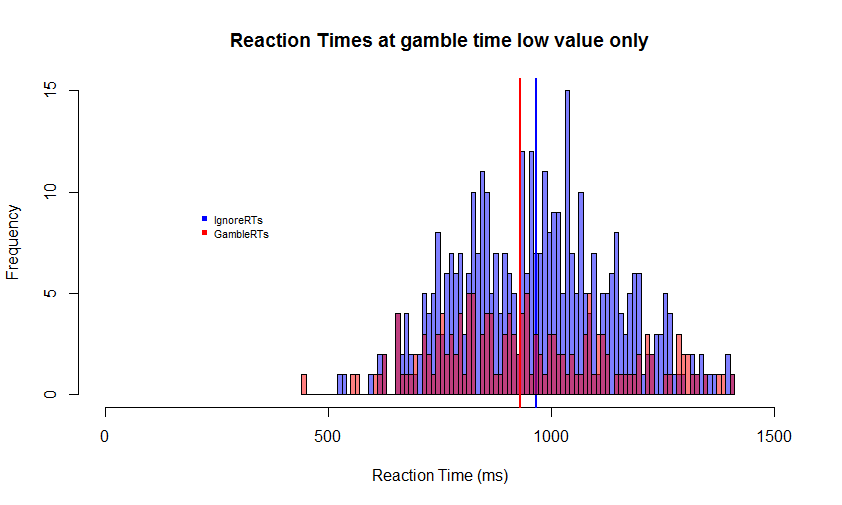 Reaction Times at gamble time low value only
Frequency
15
10
5
0
IgnoreRTs
GambleRTs
0 500 1000 1500
Reaction Time (ms)